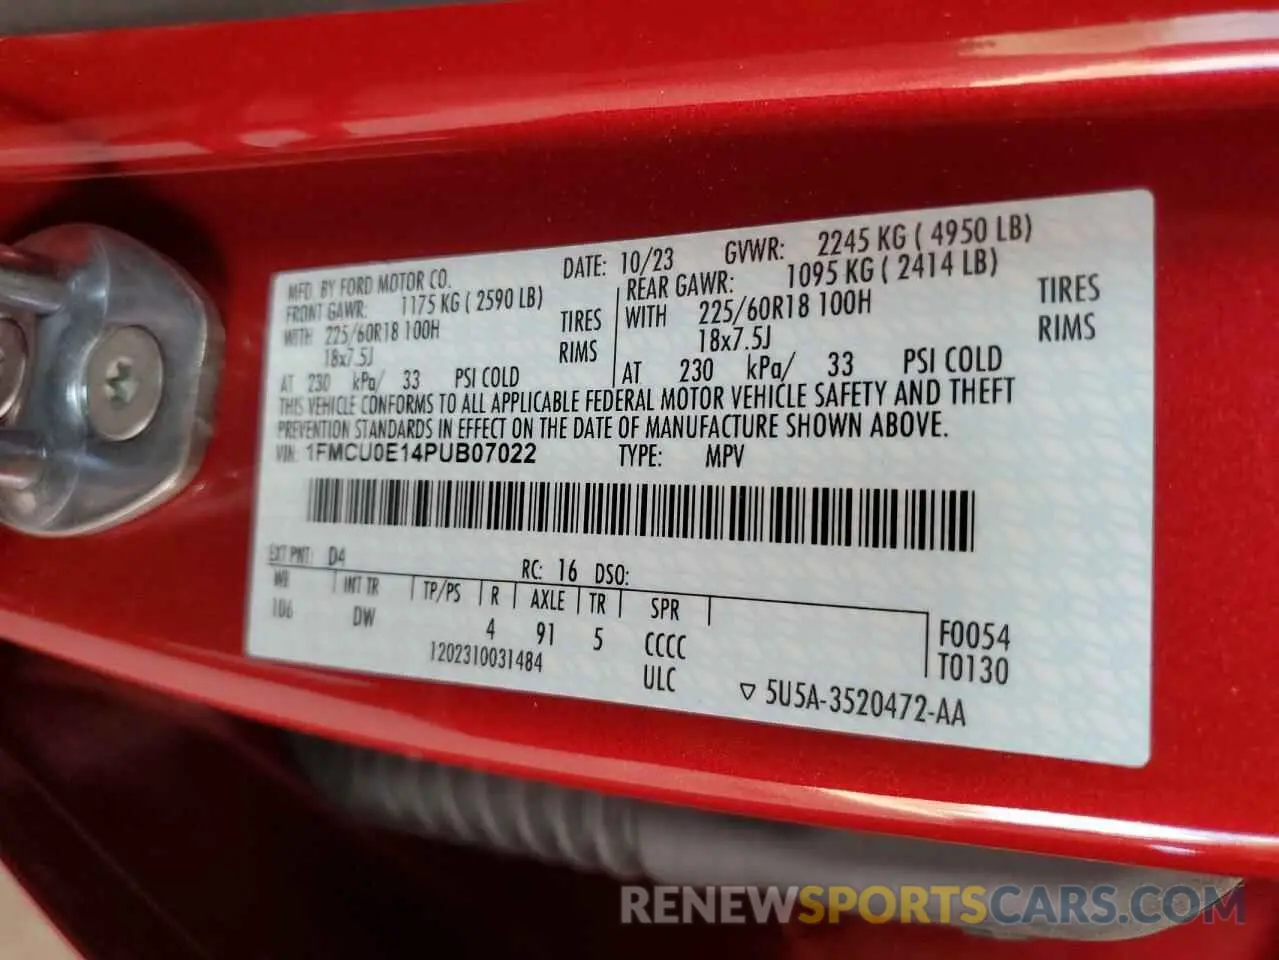 MFD. BY FORD MOTOR CO. DATE: 10/23 GVWR: 2245 KG ( 4950 LB)
FRONT GAWR: 1175 KG ( 2590 LB) REAR GAWR: 1095 KG ( 2414 LB)
WITH 225/60R18 100H TIRES WITH 225/60R18 100H TIRES
18x7.5J RIMS 18x7.5J RIMS
AT 230 kPa/ 33 PSI COLD AT 230 kPa/ 33 PSI COLD
THIS VEHICLE CONFORMS TO ALL APPLICABLE FEDERAL MOTOR VEHICLE SAFETY AND THEFT
PREVENTION STANDARDS IN EFFECT ON THE DATE OF MANUFACTURE SHOWN ABOVE.
VIN: 1FMCU0E14PUB07022 TYPE: MPV
EXT PNT: D4 RC: 16 DSO:
WB INT TR TP/PS R AXLE TR SPR
106 DW 4 91 5 CCCC F0054
1202310031484 ULC T0130
5U5A-3520472-AA
RENEWSPORTSCARS.COM